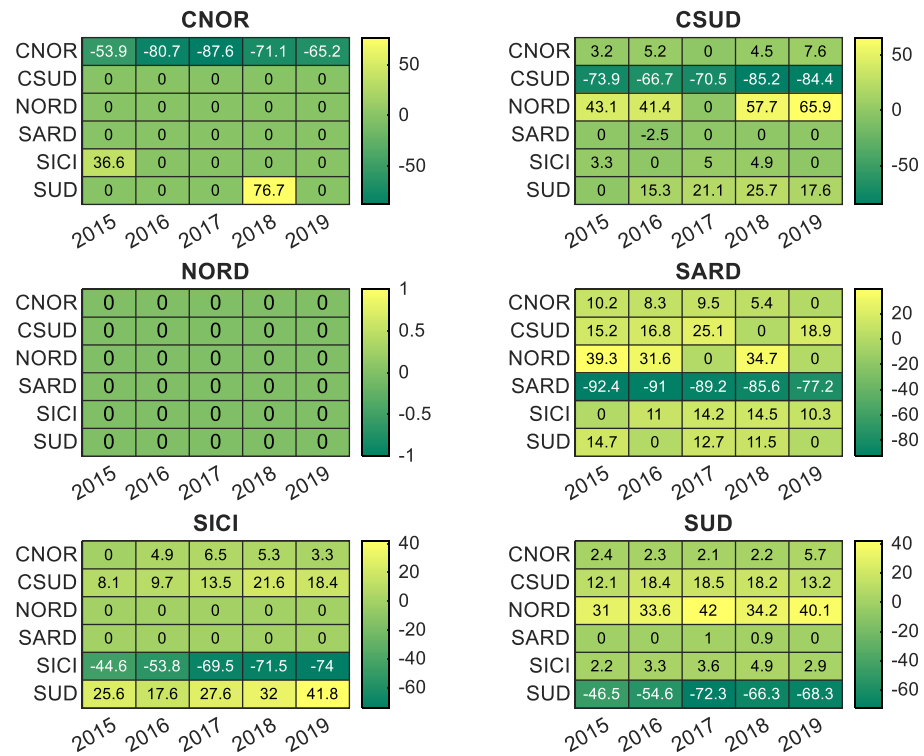 CNOR
CNOR -53.9 -80.7 -87.6 -71.1 -65.2
CSUD 0 0 0 0 0
NORD 0 0 0 0 0
SARD 0 0 0 0 0
SICI 36.6 0 0 0 0
SUD 0 0 0 76.7 0
2015 2016 2017 2018 2019
50
0
-50
CSUD
CNOR 3.2 5.2 0 4.5 7.6
CSUD -73.9 -66.7 -70.5 -85.2 -84.4
NORD 43.1 41.4 0 57.7 65.9
SARD 0 -2.5 0 0 0
SICI 3.3 0 5 4.9 0
SUD 0 15.3 21.1 25.7 17.6
2015 2016 2017 2018 2019
50
0
-50
NORD
CNOR 0 0 0 0 0
CSUD 0 0 0 0 0
NORD 0 0 0 0 0
SARD 0 0 0 0 0
SICI 0 0 0 0 0
SUD 0 0 0 0 0
2015 2016 2017 2018 2019
1
0.5
0
-0.5
-1
SARD
CNOR 10.2 8.3 9.5 5.4 0
CSUD 15.2 16.8 25.1 0 18.9
NORD 39.3 31.6 0 34.7 0
SARD -92.4 -91 -89.2 -85.6 -77.2
SICI 0 11 14.2 14.5 10.3
SUD 14.7 0 12.7 11.5 0
2015 2016 2017 2018 2019
20
0
-20
-40
-60
-80
SICI
CNOR 0 4.9 6.5 5.3 3.3
CSUD 8.1 9.7 13.5 21.6 18.4
NORD 0 0 0 0 0
SARD 0 0 0 0 0
SICI -44.6 -53.8 -69.5 -71.5 -74
SUD 25.6 17.6 27.6 32 41.8
2015 2016 2017 2018 2019
40
20
0
-20
-40
-60
SUD
CNOR 2.4 2.3 2.1 2.2 5.7
CSUD 12.1 18.4 18.5 18.2 13.2
NORD 31 33.6 42 34.2 40.1
SARD 0 0 1 0.9 0
SICI 2.2 3.3 3.6 4.9 2.9
SUD -46.5 -54.6 -72.3 -66.3 -68.3
2015 2016 2017 2018 2019
40
20
0
-20
-40
-60